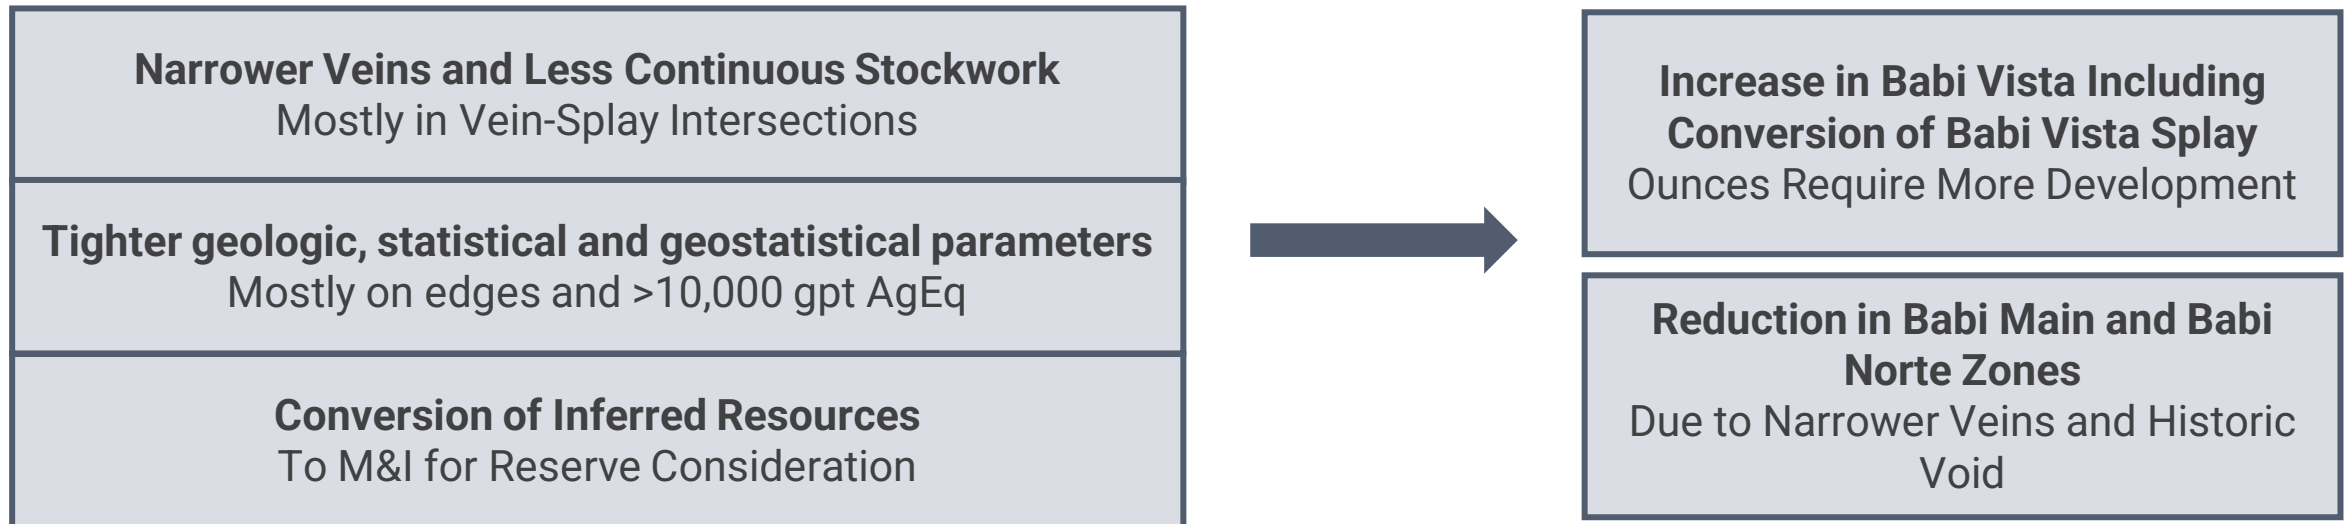 Narrower Veins and Less Continuous Stockwork
Mostly in Vein-Splay Intersections
Tighter geologic, statistical and geostatistical parameters
Mostly on edges and >10,000 gpt AgEq
Conversion of Inferred Resources
To M&I for Reserve Consideration
Increase in Babi Vista Including
Conversion of Babi Vista Splay
Ounces Require More Development
Reduction in Babi Main and Babi
Norte Zones
Due to Narrower Veins and Historic
Void